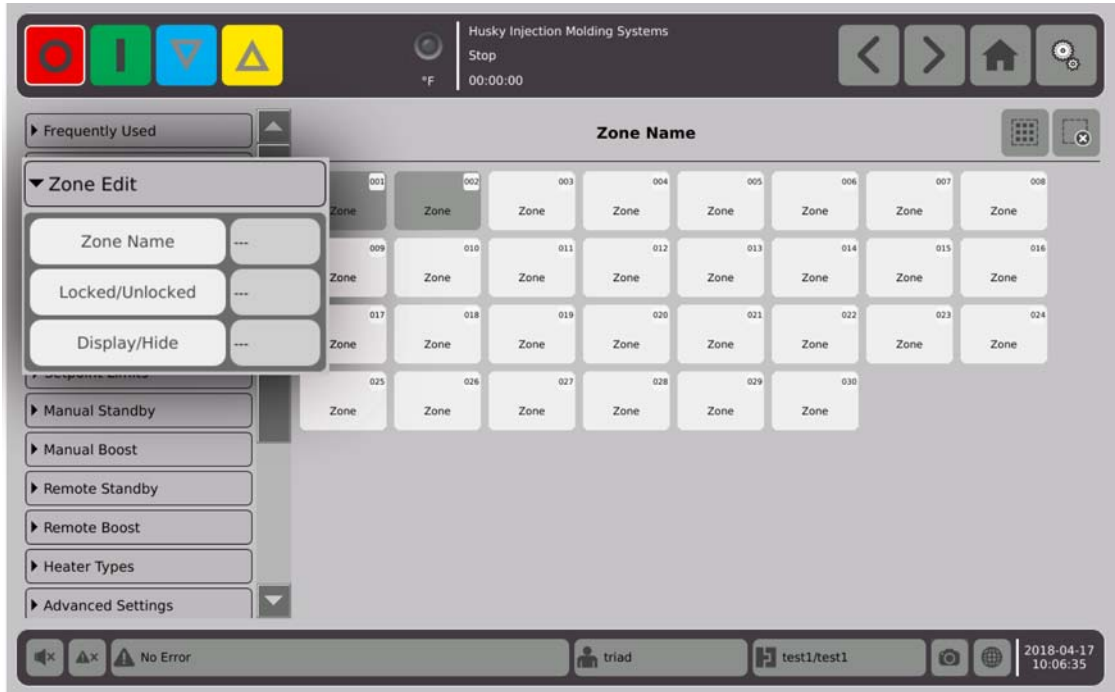 Husky Injection Molding Systems
Stop
°F
00:00:00
Frequently Used
Zone Name
Zone Edit
Zone Name ---
Locked/Unlocked ---
Display/Hide ---
Setpoint Limits
Manual Standby
Manual Boost
Remote Standby
Remote Boost
Heater Types
Advanced Settings
001 002 003 004 005 006 007 008
Zone Zone Zone Zone Zone Zone Zone Zone
009 010 011 012 013 014 015 016
Zone Zone Zone Zone Zone Zone Zone Zone
017 018 019 020 021 022 023 024
Zone Zone Zone Zone Zone Zone Zone Zone
025 026 027 028 029 030
Zone Zone Zone Zone Zone Zone
No Error
triad
test1/test1
2018-04-17
10:06:35